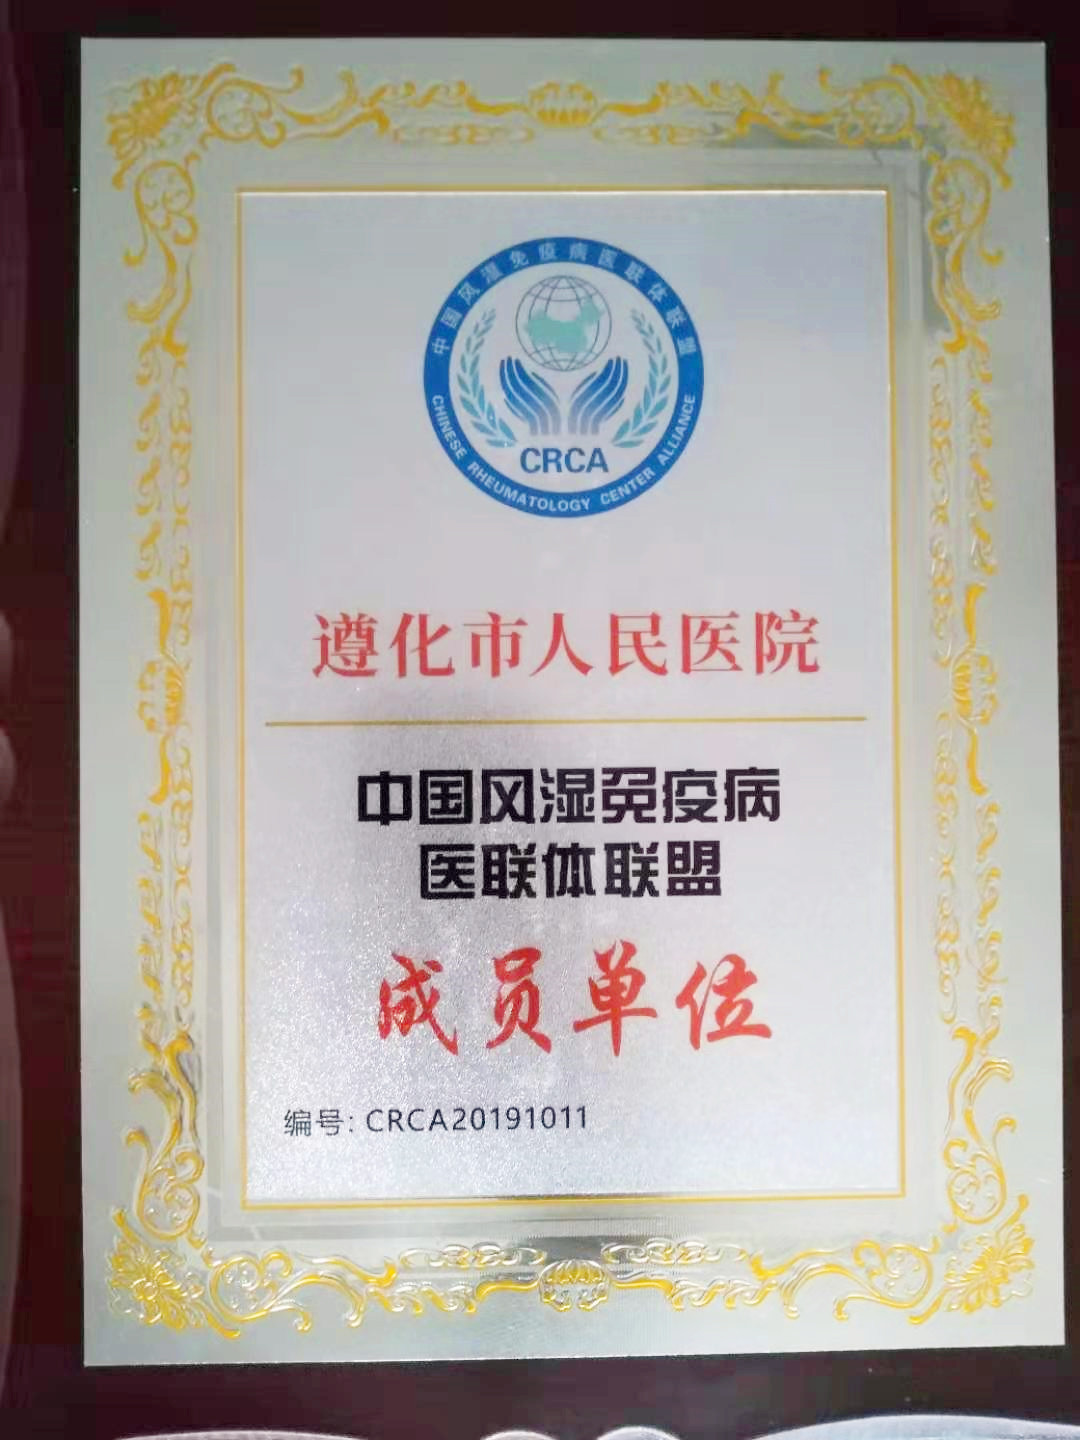 中国风湿免疫病医联体联盟
CRCA
CHINESE RHEUMATOLOGY CENTER ALLIANCE
遵化市人民医院
中国风湿免疫病
医联体联盟
成员单位
编号: CRCA20191011